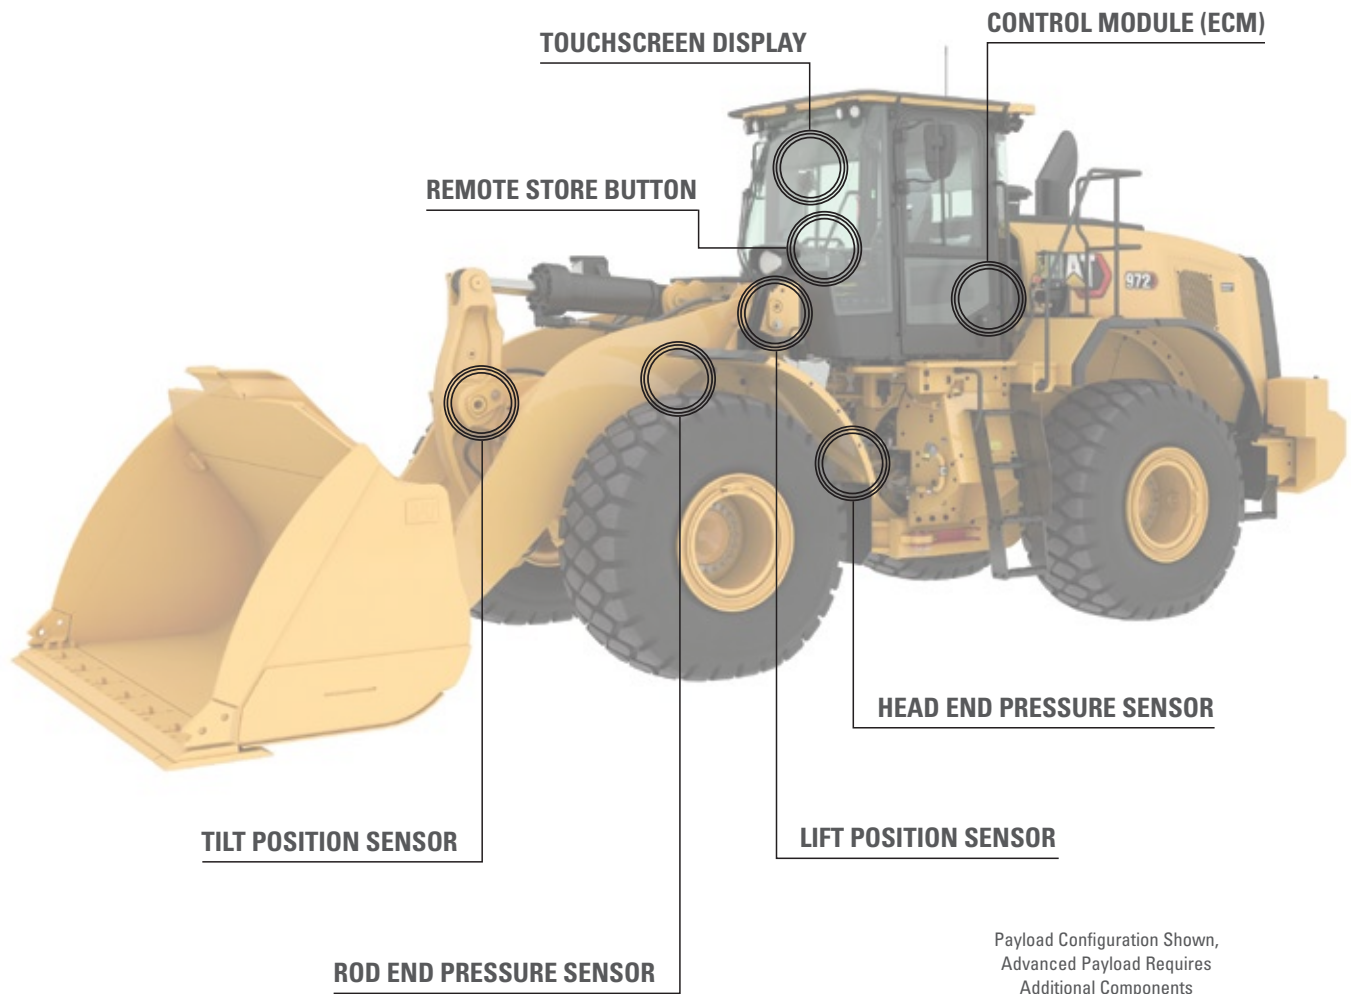 CONTROL MODULE (ECM)
TOUCHSCREEN DISPLAY
REMOTE STORE BUTTON
CAT
972
HEAD END PRESSURE SENSOR
TILT POSITION SENSOR
LIFT POSITION SENSOR
Payload Configuration Shown,
Advanced Payload Requires
Additional Components
ROD END PRESSURE SENSOR